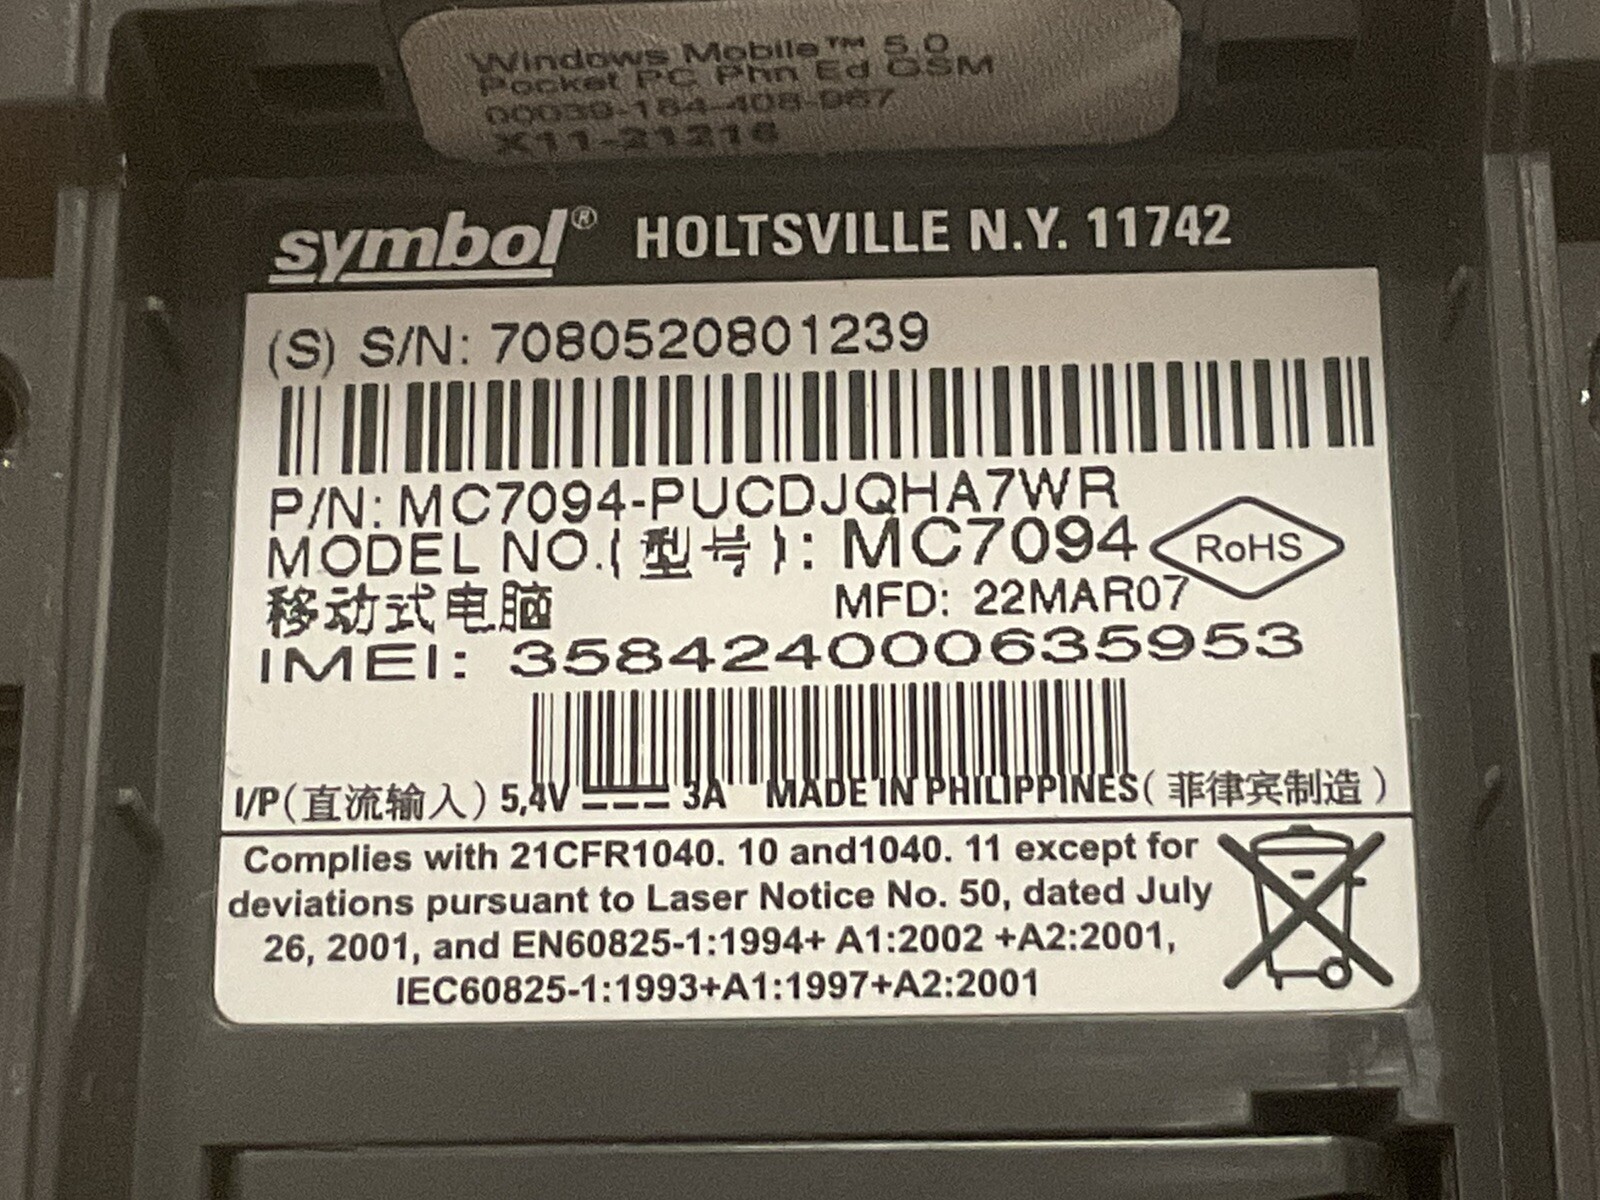 Windows Mobile™ 5.0
Pocket PC Phn Ed GSM
00039-184-408-967
X11-21216
symbol® HOLTSVILLE N.Y. 11742
(S) S/N: 7080520801239
P/N: MC7094-PUCDJQHA7WR
MODEL NO.(型号): MC7094
RoHS
移动式电脑 MFD: 22MAR07
IMEI: 358424000635953
I/P(直流输入) 5,4V 3A MADE IN PHILIPPINES(菲律宾制造)
Complies with 21CFR1040. 10 and1040. 11 except for
deviations pursuant to Laser Notice No. 50, dated July
26, 2001, and EN60825-1:1994+ A1:2002 +A2:2001,
IEC60825-1:1993+A1:1997+A2:2001